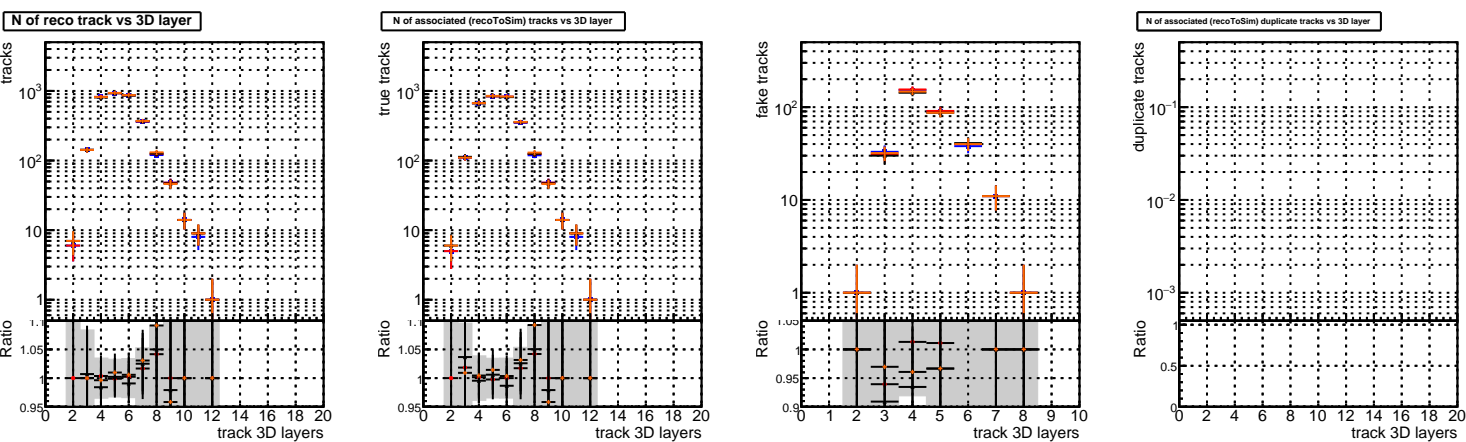 N of reco track vs 3D layer
tracks
10³
10²
10
1
Ratio
1.1
1.05
1
0.95
0 2 4 6 8 10 12 14 16 18 20
track 3D layers
N of associated (recoToSim) tracks vs 3D layer
true tracks
10³
10²
10
1
Ratio
1.1
1.05
1
0.95
0 2 4 6 8 10 12 14 16 18 20
track 3D layers
fake tracks
10²
10
1
Ratio
1.05
1
0.95
0.9
0 1 2 3 4 5 6 7 8 9 10
track 3D layers
N of associated (recoToSim) duplicate tracks vs 3D layer
duplicate tracks
10⁻¹
10⁻²
10⁻³
Ratio
1
0.5
0
0 2 4 6 8 10 12 14 16 18 20
track 3D layers